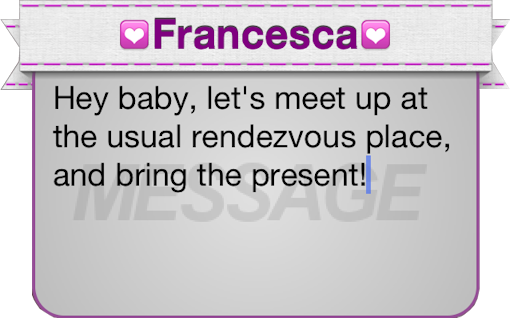 💟Francesca💟
Hey baby, let's meet up at
the usual rendezvous place,
and bring the present!
MESSAGE